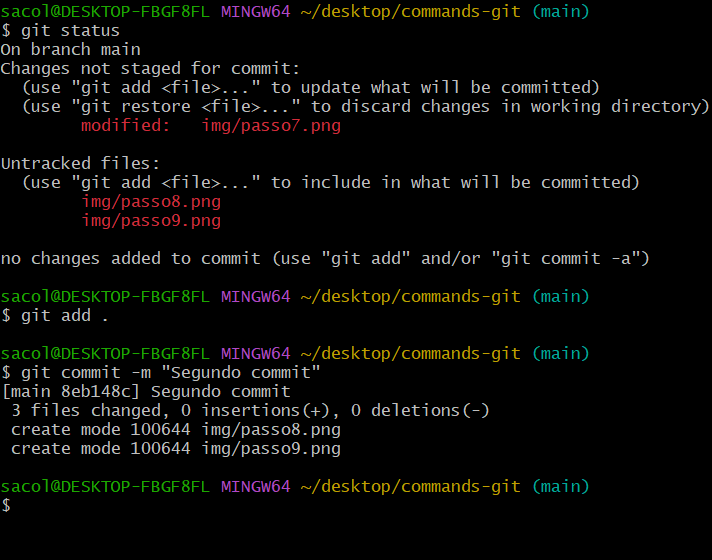 sacol@DESKTOP-FBGF8FL MINGW64 ~/desktop/commands-git (main)
$ git status
On branch main
Changes not staged for commit:
  (use "git add <file>..." to update what will be committed)
  (use "git restore <file>..." to discard changes in working directory)
        modified:   img/passo7.png

Untracked files:
  (use "git add <file>..." to include in what will be committed)
        img/passo8.png
        img/passo9.png

no changes added to commit (use "git add" and/or "git commit -a")

sacol@DESKTOP-FBGF8FL MINGW64 ~/desktop/commands-git (main)
$ git add .

sacol@DESKTOP-FBGF8FL MINGW64 ~/desktop/commands-git (main)
$ git commit -m "Segundo commit"
[main 8eb148c] Segundo commit
 3 files changed, 0 insertions(+), 0 deletions(-)
 create mode 100644 img/passo8.png
 create mode 100644 img/passo9.png

sacol@DESKTOP-FBGF8FL MINGW64 ~/desktop/commands-git (main)
$